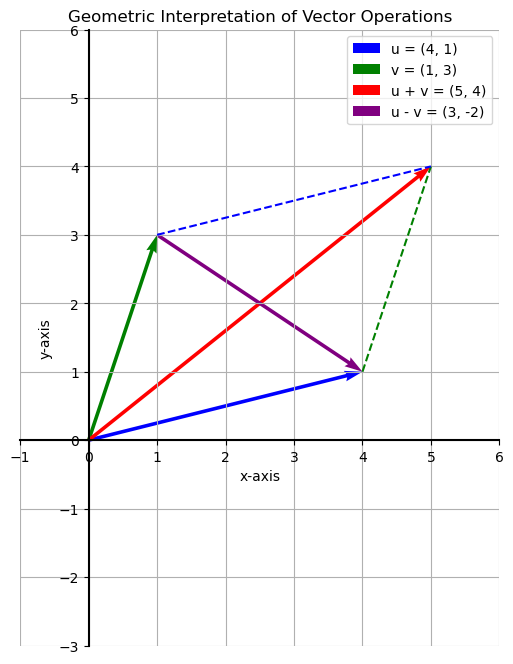 Geometric Interpretation of Vector Operations
u = (4, 1)
v = (1, 3)
u + v = (5, 4)
u - v = (3, -2)
6
5
4
3
2
1
0
−1
−2
−3
y-axis
−1 0 1 2 3 4 5 6
x-axis